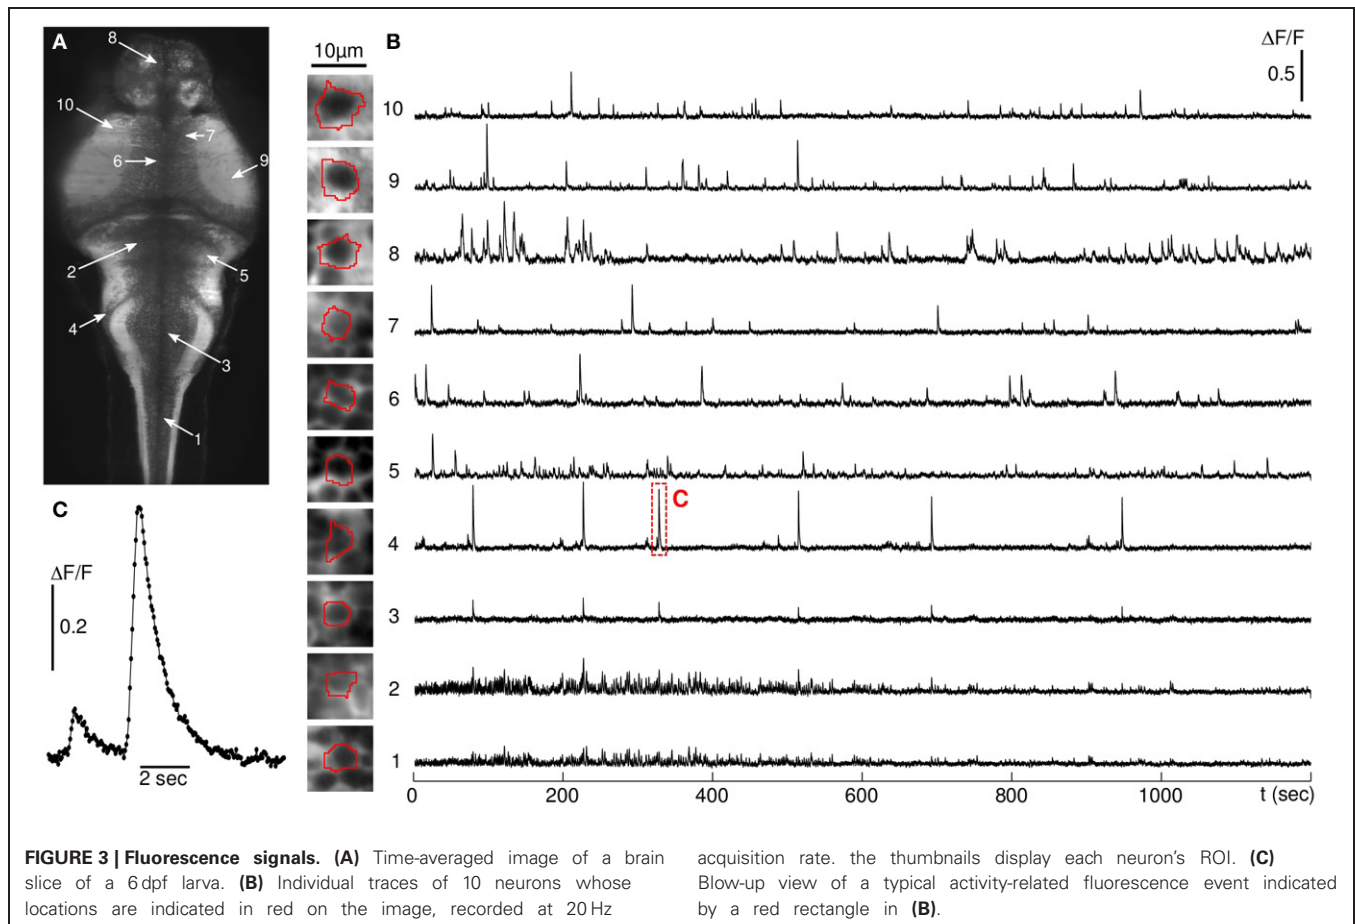 A
8
10
7
6
9
2
5
4
3
1
10μm
B
ΔF/F
0.5
10
9
8
7
6
5
4
C
3
2
1
0 200 400 600 800 1000 t (sec)
C
ΔF/F
0.2
2 sec
FIGURE 3 | Fluorescence signals. (A) Time-averaged image of a brain
slice of a 6 dpf larva. (B) Individual traces of 10 neurons whose
locations are indicated in red on the image, recorded at 20 Hz
acquisition rate. the thumbnails display each neuron's ROI. (C)
Blow-up view of a typical activity-related fluorescence event indicated
by a red rectangle in (B).